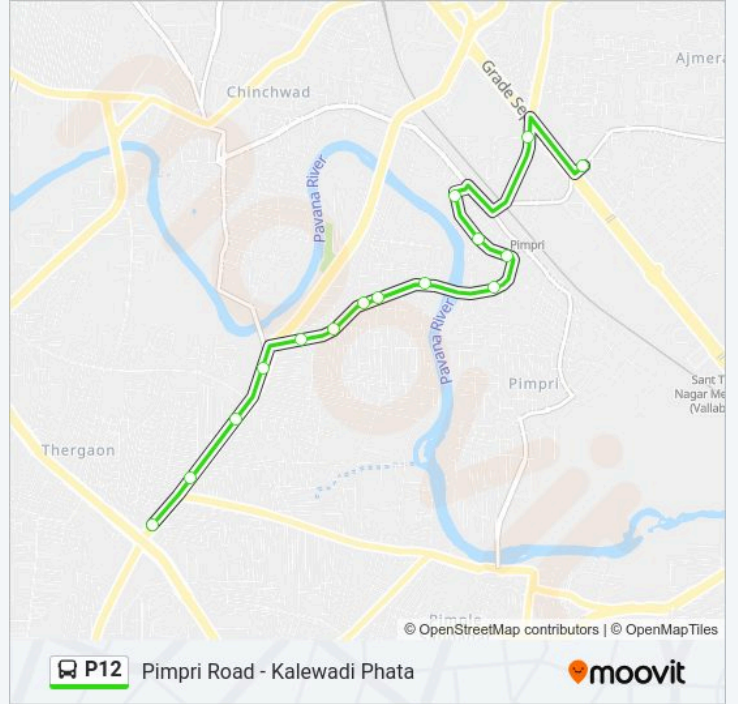 Ajmera
Grade Sep
Chinchwad
Pavana River
Pimpri
Pavana River
Pimpri
Sant T
Nagar Me
(Vallab
Thergaon
© OpenStreetMap contributors | © OpenMapTiles
P12 Pimpri Road - Kalewadi Phata
moovit